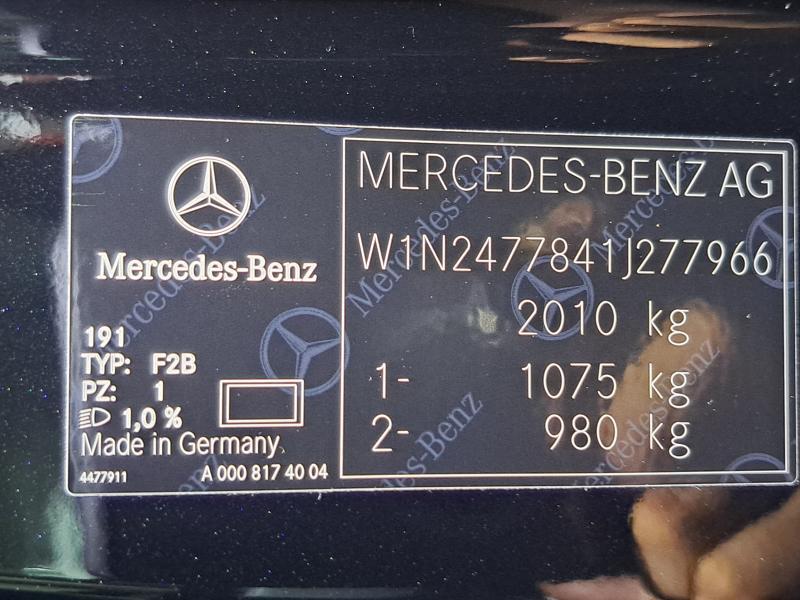 Mercedes-Benz
191
TYP: F2B
PZ: 1
1,0 %
Made in Germany
4477911 A 000 817 40 04
MERCEDES-BENZ AG
W1N2477841J277966
2010 kg
1- 1075 kg
2- 980 kg